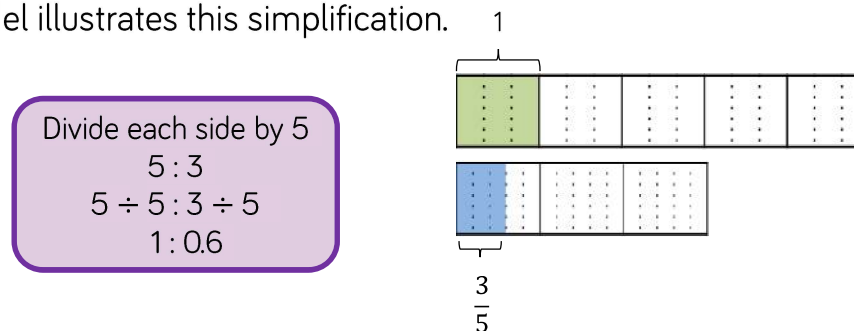 el illustrates this simplification.
1
Divide each side by 5
5 : 3
5 ÷ 5 : 3 ÷ 5
1 : 0.6
3
5